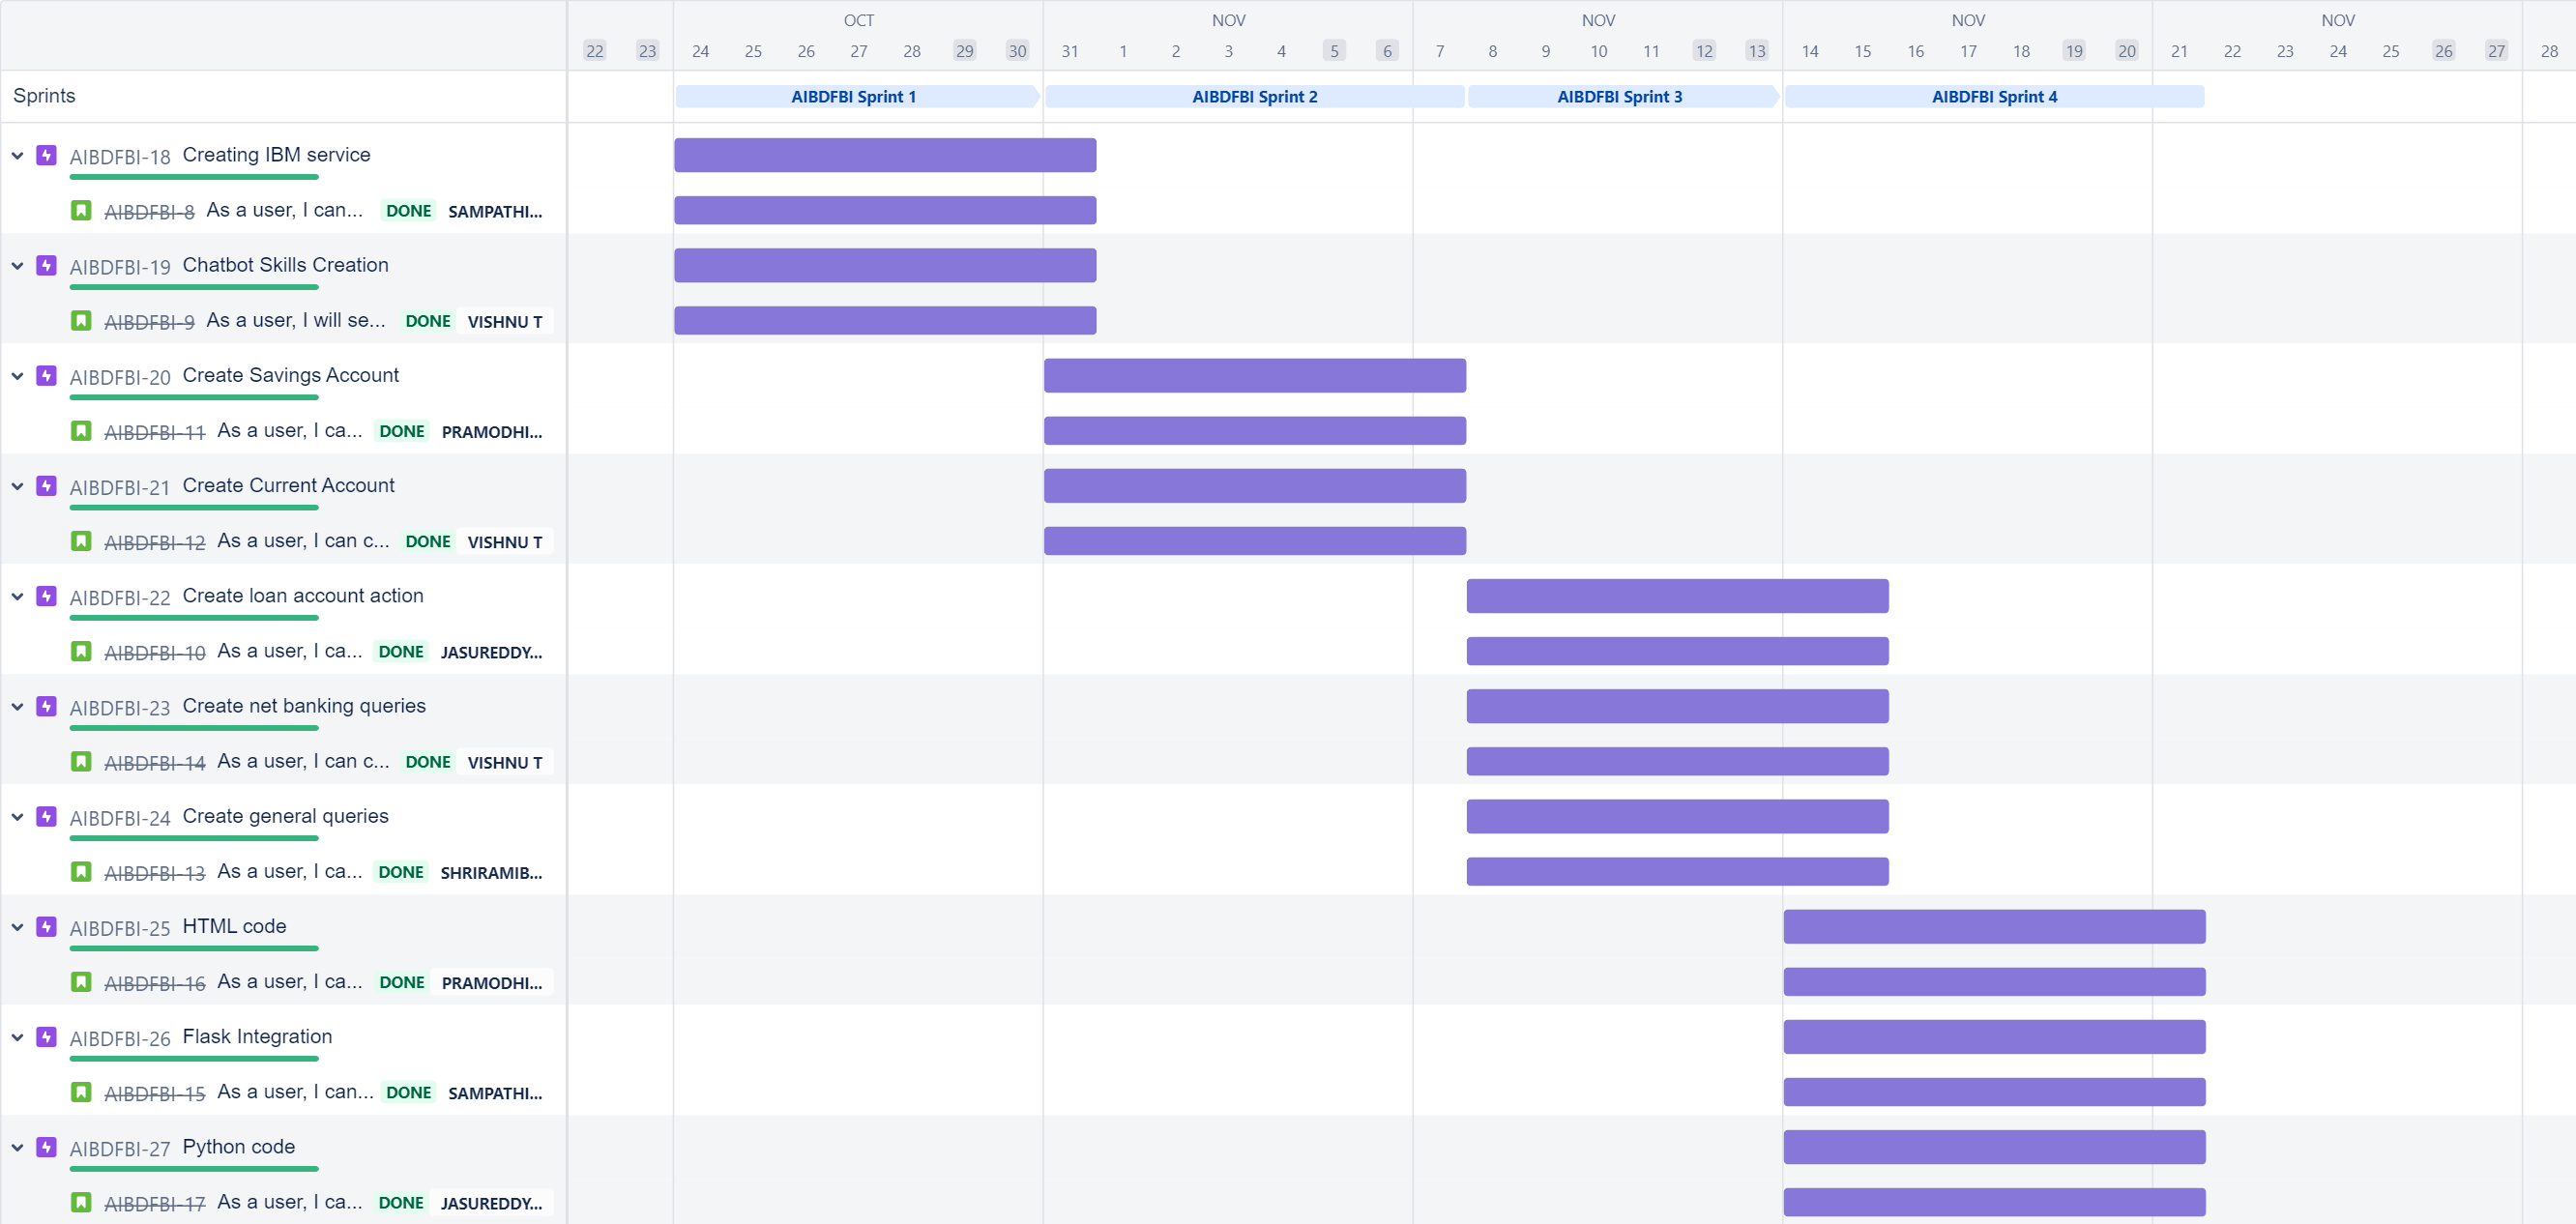 OCT NOV NOV NOV NOV
22 23 24 25 26 27 28 29 30 31 1 2 3 4 5 6 7 8 9 10 11 12 13 14 15 16 17 18 19 20 21 22 23 24 25 26 27 28
Sprints AIBDFBI Sprint 1 AIBDFBI Sprint 2 AIBDFBI Sprint 3 AIBDFBI Sprint 4
AIBDFBI-18 Creating IBM service
AIBDFBI-8 As a user, I can... DONE SAMPATHI...
AIBDFBI-19 Chatbot Skills Creation
AIBDFBI-9 As a user, I will se... DONE VISHNU T
AIBDFBI-20 Create Savings Account
AIBDFBI-11 As a user, I ca... DONE PRAMODHI...
AIBDFBI-21 Create Current Account
AIBDFBI-12 As a user, I can c... DONE VISHNU T
AIBDFBI-22 Create loan account action
AIBDFBI-10 As a user, I ca... DONE JASUREDDY...
AIBDFBI-23 Create net banking queries
AIBDFBI-14 As a user, I can c... DONE VISHNU T
AIBDFBI-24 Create general queries
AIBDFBI-13 As a user, I ca... DONE SHRIRAMIB...
AIBDFBI-25 HTML code
AIBDFBI-16 As a user, I ca... DONE PRAMODHI...
AIBDFBI-26 Flask Integration
AIBDFBI-15 As a user, I can... DONE SAMPATHI...
AIBDFBI-27 Python code
AIBDFBI-17 As a user, I ca... DONE JASUREDDY...